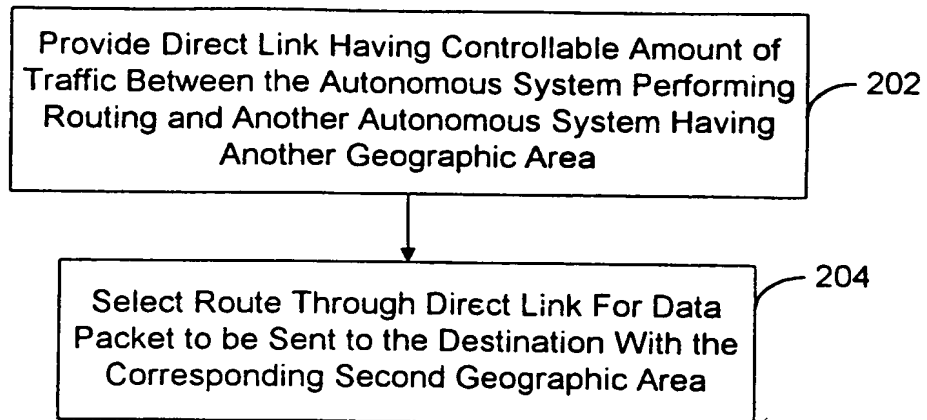 Provide Direct Link Having Controllable Amount of
Traffic Between the Autonomous System Performing
Routing and Another Autonomous System Having
Another Geographic Area
202
Select Route Through Direct Link For Data
Packet to be Sent to the Destination With the
Corresponding Second Geographic Area
204